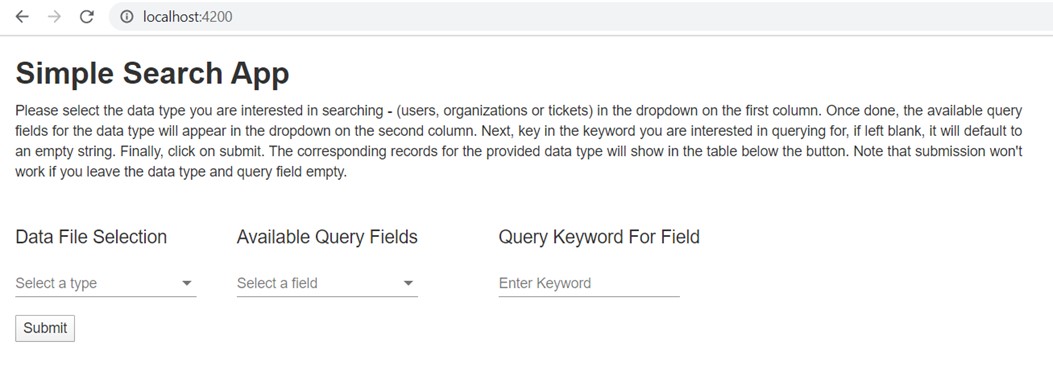 localhost:4200
Simple Search App
Please select the data type you are interested in searching - (users, organizations or tickets) in the dropdown on the first column. Once done, the available query
fields for the data type will appear in the dropdown on the second column. Next, key in the keyword you are interested in querying for, if left blank, it will default to
an empty string. Finally, click on submit. The corresponding records for the provided data type will show in the table below the button. Note that submission won't
work if you leave the data type and query field empty.
Data File Selection Available Query Fields Query Keyword For Field
Select a type Select a field Enter Keyword
Submit